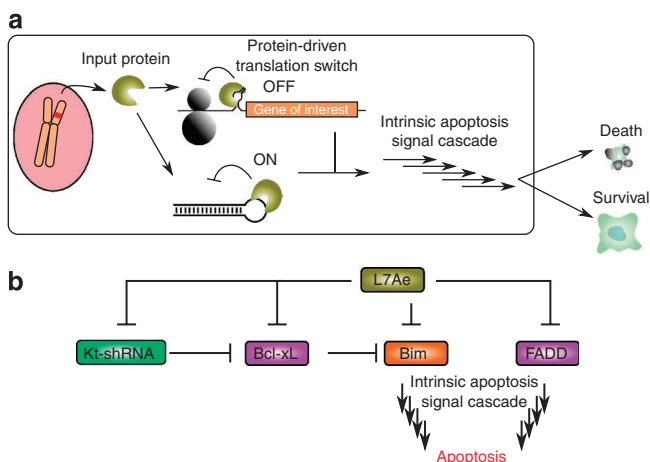 a
Input protein
Protein-driven
translation switch
OFF
Gene of interest
ON
Intrinsic apoptosis
signal cascade
Death
Survival
b
L7Ae
Kt-shRNA
Bcl-xL
Bim
FADD
Intrinsic apoptosis
signal cascade
Apoptosis